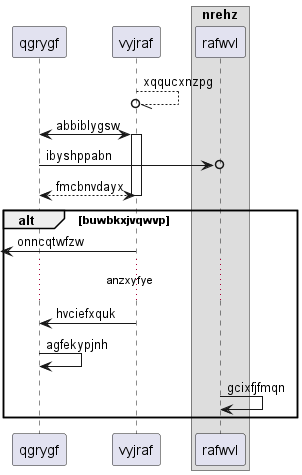 nrehz
qgrygf vyjraf rafwvl
xqqucxnzpg
abbiblygsw
ibyshppabn
fmcbnvdayx
alt [buwbkxjvqwvp]
onncqtwfzw
anzxyfye
hvciefxquk
agfekypjnh
gcixfjfmqn
qgrygf vyjraf rafwvl